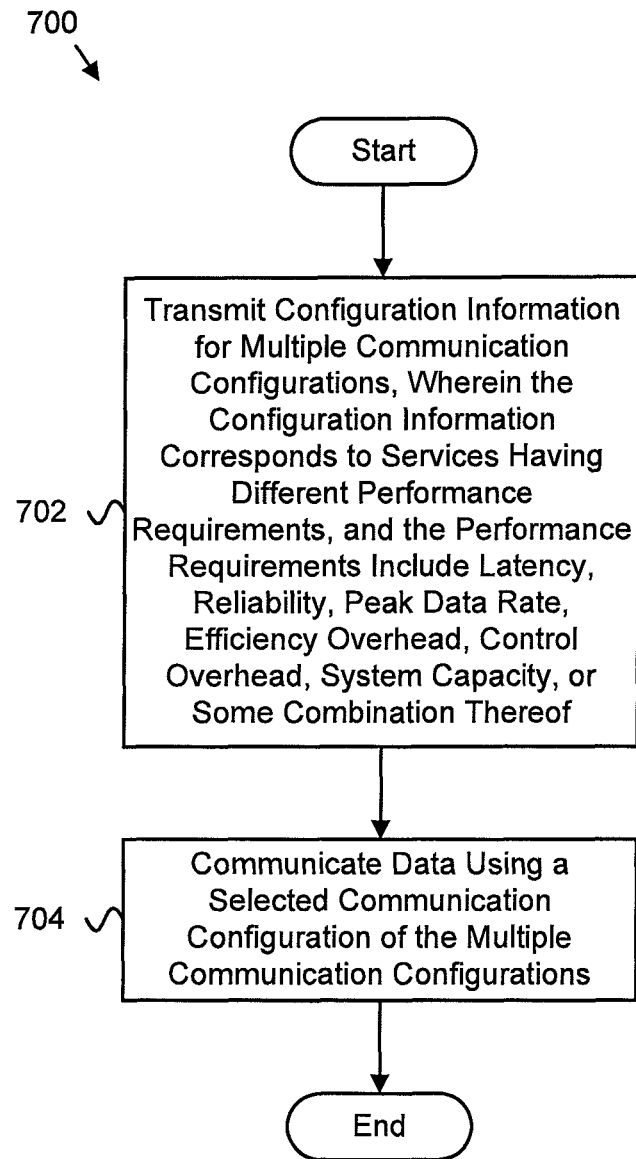 700
Start
Transmit Configuration Information
for Multiple Communication
Configurations, Wherein the
Configuration Information
Corresponds to Services Having
Different Performance
Requirements, and the Performance
Requirements Include Latency,
Reliability, Peak Data Rate,
Efficiency Overhead, Control
Overhead, System Capacity, or
Some Combination Thereof
702
Communicate Data Using a
Selected Communication
Configuration of the Multiple
Communication Configurations
704
End